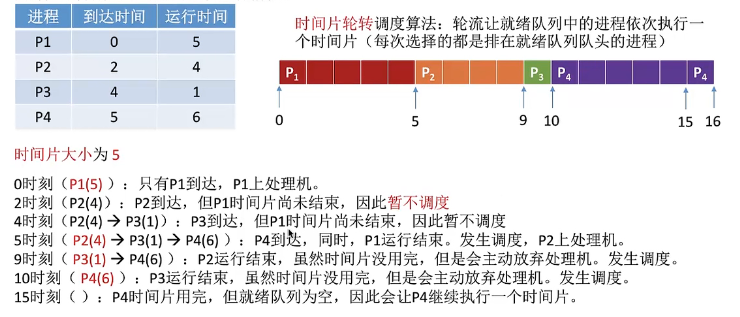 进程 到达时间 运行时间
P1 0 5
P2 2 4
P3 4 1
P4 5 6
时间片轮转调度算法：轮流让就绪队列中的进程依次执行一
个时间片（每次选择的都是排在就绪队列队头的进程）
P1 P2 P3 P4 P4
0 5 9 10 15 16
时间片大小为 5
0时刻（P1(5)）：只有P1到达，P1上处理机。
2时刻（P2(4)）：P2到达，但P1时间片尚未结束，因此暂不调度
4时刻（P2(4) → P3(1)）：P3到达，但P1时间片尚未结束，因此暂不调度
5时刻（ P2(4) → P3(1) → P4(6) ）：P4到达，同时，P1运行结束。发生调度，P2上处理机。
9时刻（P3(1) → P4(6) ）：P2运行结束，虽然时间片没用完，但是会主动放弃处理机。发生调度。
10时刻（ P4(6) ）：P3运行结束，虽然时间片没用完，但是会主动放弃处理机。发生调度。
15时刻（ ）：P4时间片用完，但就绪队列为空，因此会让P4继续执行一个时间片。